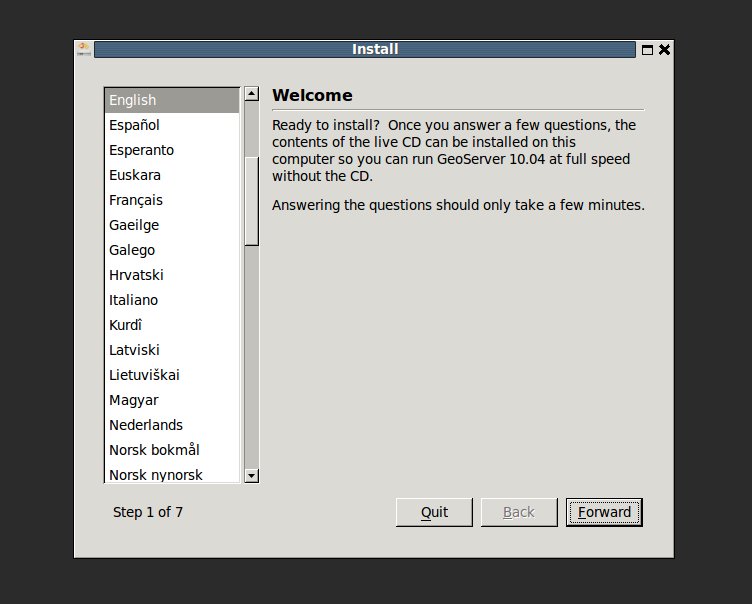 Install
English
Español
Esperanto
Euskara
Français
Gaeilge
Galego
Hrvatski
Italiano
Kurdî
Latviski
Lietuviškai
Magyar
Nederlands
Norsk bokmål
Norsk nynorsk
Welcome
Ready to install?  Once you answer a few questions, the
contents of the live CD can be installed on this
computer so you can run GeoServer 10.04 at full speed
without the CD.
Answering the questions should only take a few minutes.
Step 1 of 7
Quit
Back
Forward